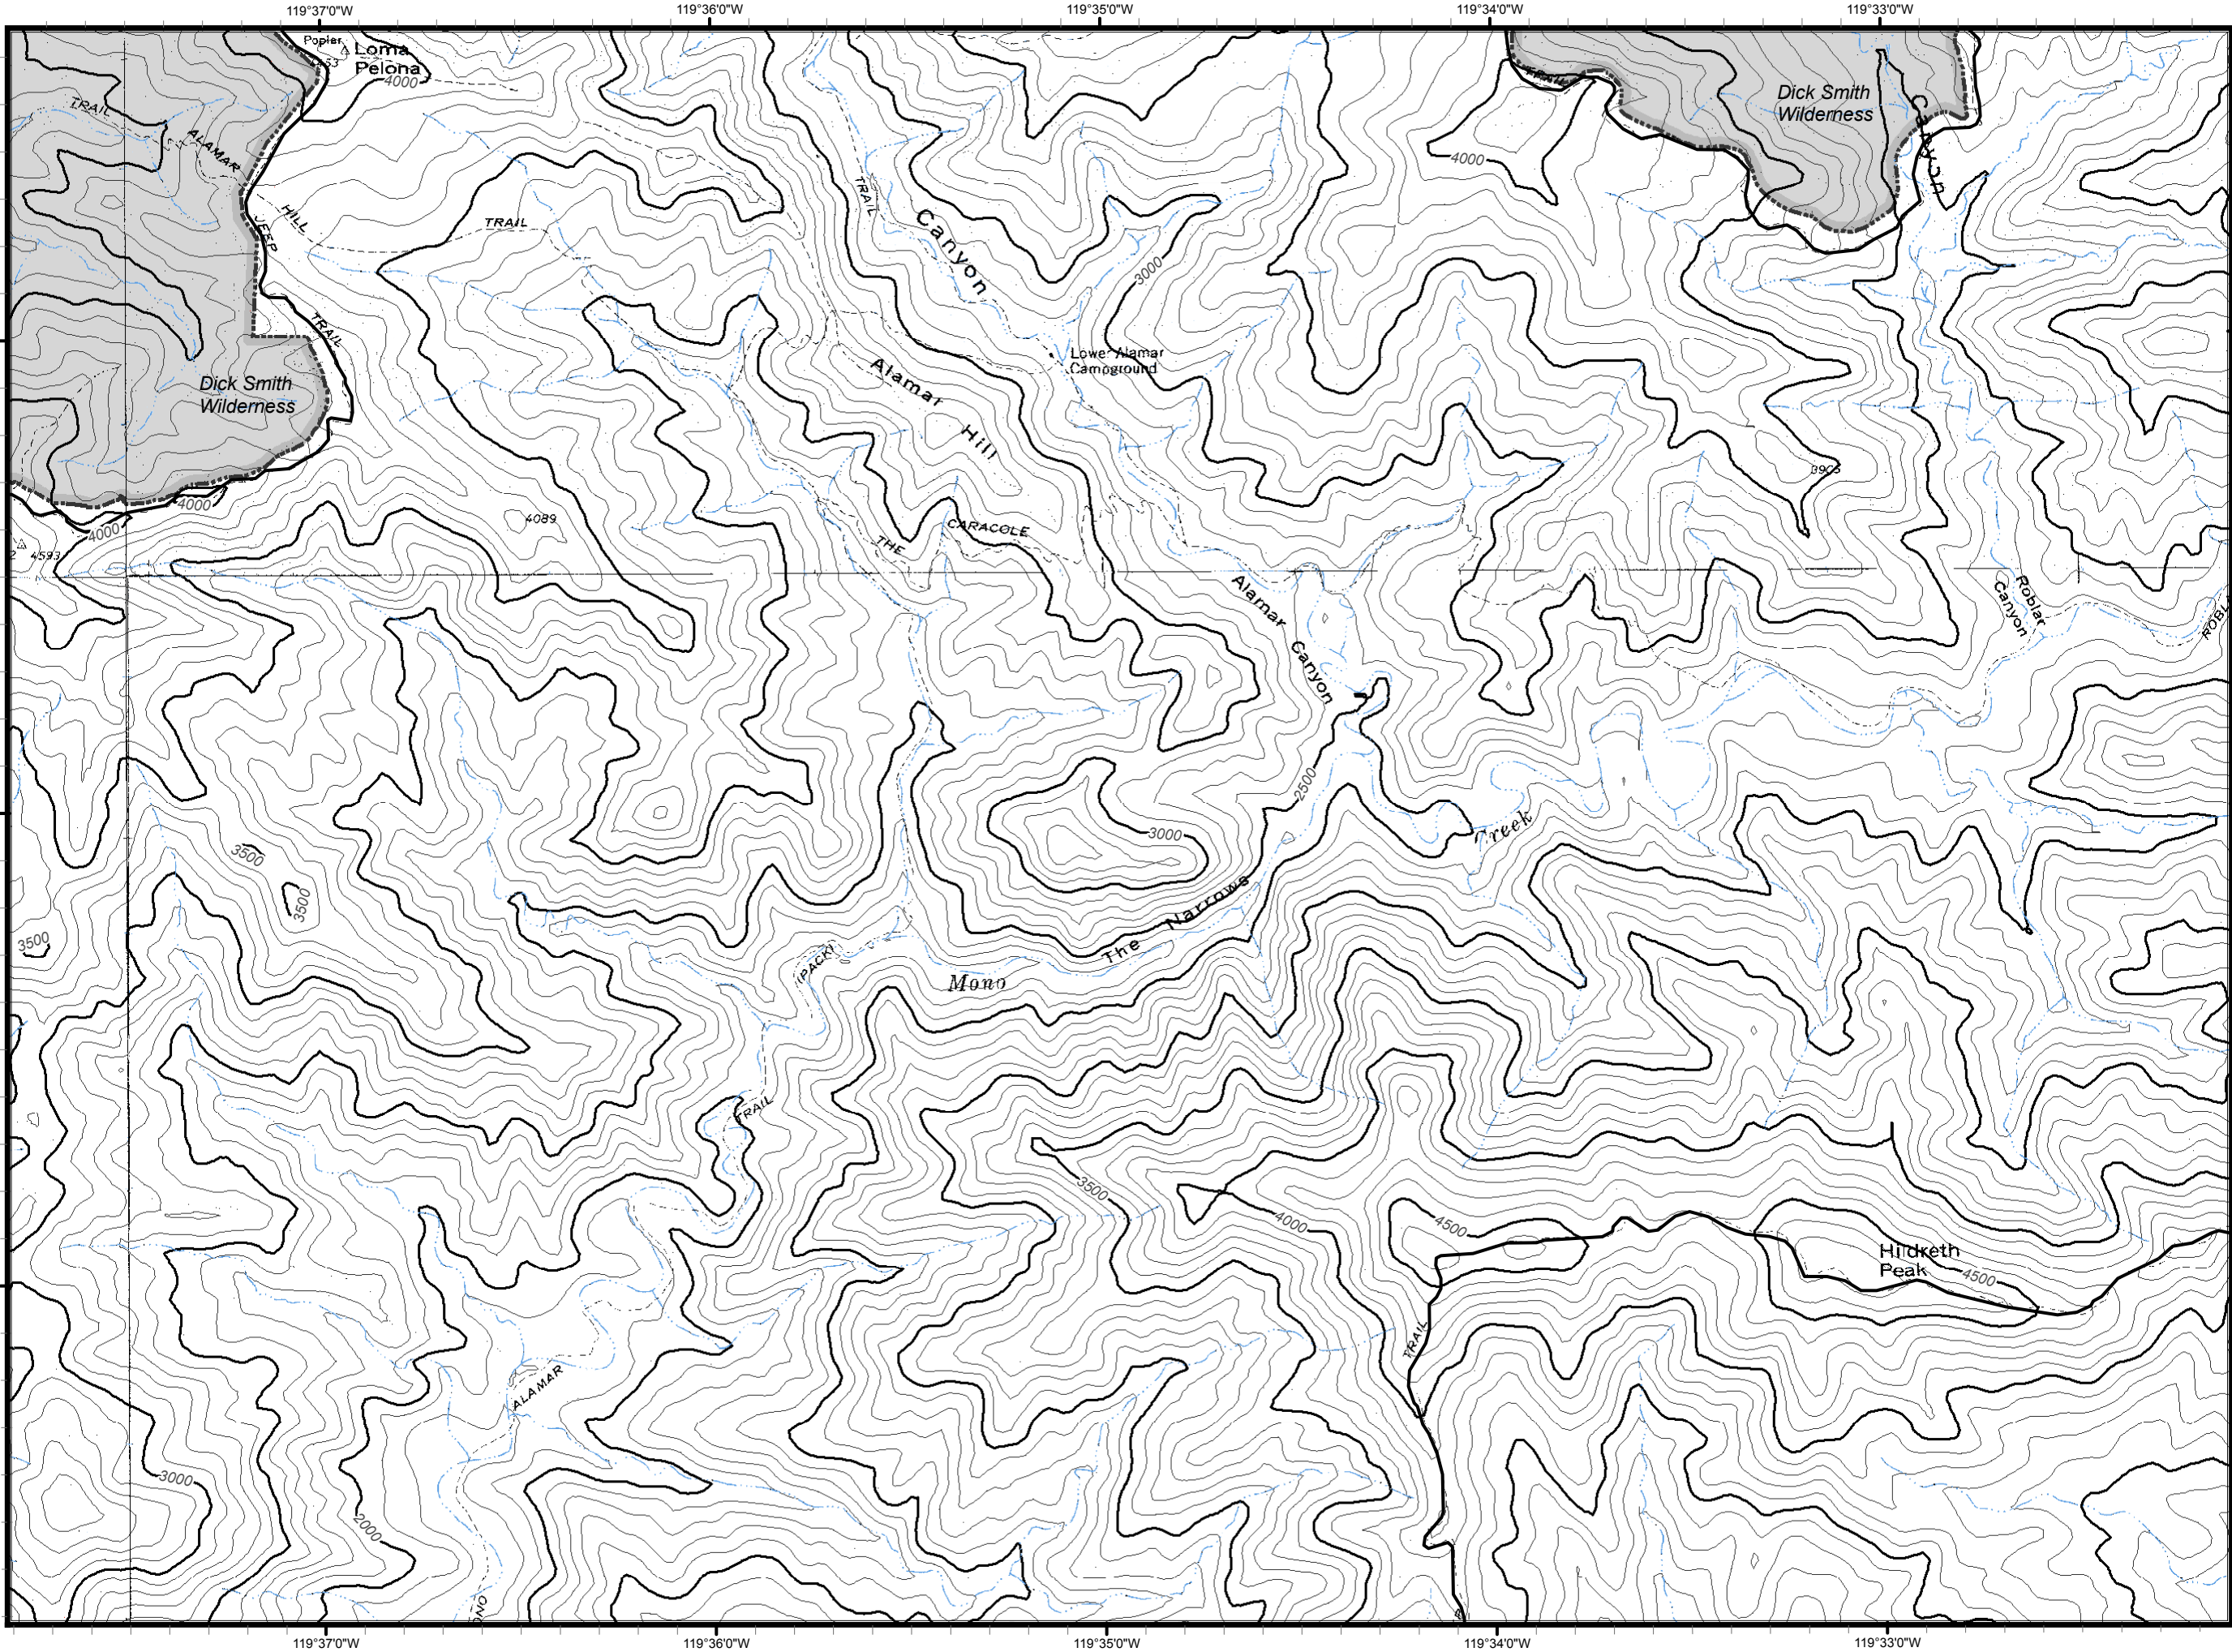 119°37'0"W
119°36'0"W
119°35'0"W
119°34'0"W
119°33'0"W
Loma
Pelona
4000
TRAIL
ALAMAR
HILL
JEEP
TRAIL
TRAIL
TRAIL
Canyon
3000
TRAIL
4000
Dick Smith
Wilderness
Canyon
Dick Smith
Wilderness
Alamar
Hill
Lower Alamar
Campground
3905
4000
4000
4593
4089
THE
CARACOLE
Alamar Canyon
Roblar
Canyon
2500
3000
Creek
3500
3500
3500
The Narrows
(PACK)
Mono
TRAIL
3500
4000
4500
Hildreth
Peak
4500
TRAIL
ALAMAR
3000
2000
119°37'0"W
119°36'0"W
119°35'0"W
119°34'0"W
119°33'0"W